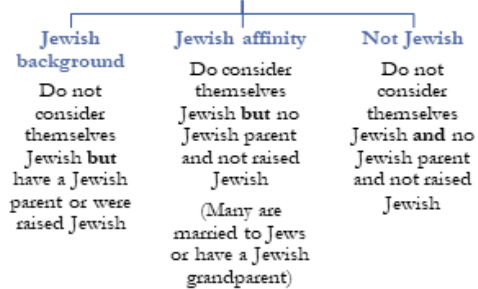 Jewish
background
Do not
consider
themselves
Jewish but
have a Jewish
parent or were
raised Jewish
Jewish affinity
Do consider
themselves
Jewish but no
Jewish parent
and not raised
Jewish
(Many are
married to Jews
or have a Jewish
grandparent)
Not Jewish
Do not
consider
themselves
Jewish and no
Jewish parent
and not raised
Jewish